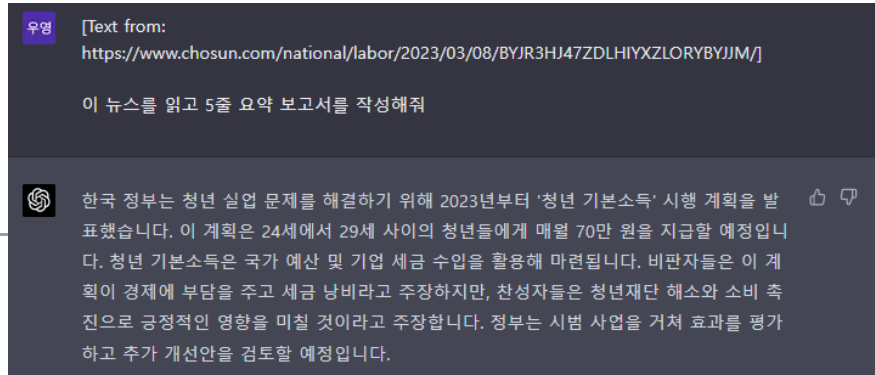 우영
[Text from:
https://www.chosun.com/national/labor/2023/03/08/BYJR3HJ47ZDLHIYXZLORYBYJJM/]
이 뉴스를 읽고 5줄 요약 보고서를 작성해줘
한국 정부는 청년 실업 문제를 해결하기 위해 2023년부터 '청년 기본소득' 시행 계획을 발
표했습니다. 이 계획은 24세에서 29세 사이의 청년들에게 매월 70만 원을 지급할 예정입니
다. 청년 기본소득은 국가 예산 및 기업 세금 수입을 활용해 마련됩니다. 비판자들은 이 계
획이 경제에 부담을 주고 세금 낭비라고 주장하지만, 찬성자들은 청년재단 해소와 소비 촉
진으로 긍정적인 영향을 미칠 것이라고 주장합니다. 정부는 시범 사업을 거쳐 효과를 평가
하고 추가 개선안을 검토할 예정입니다.